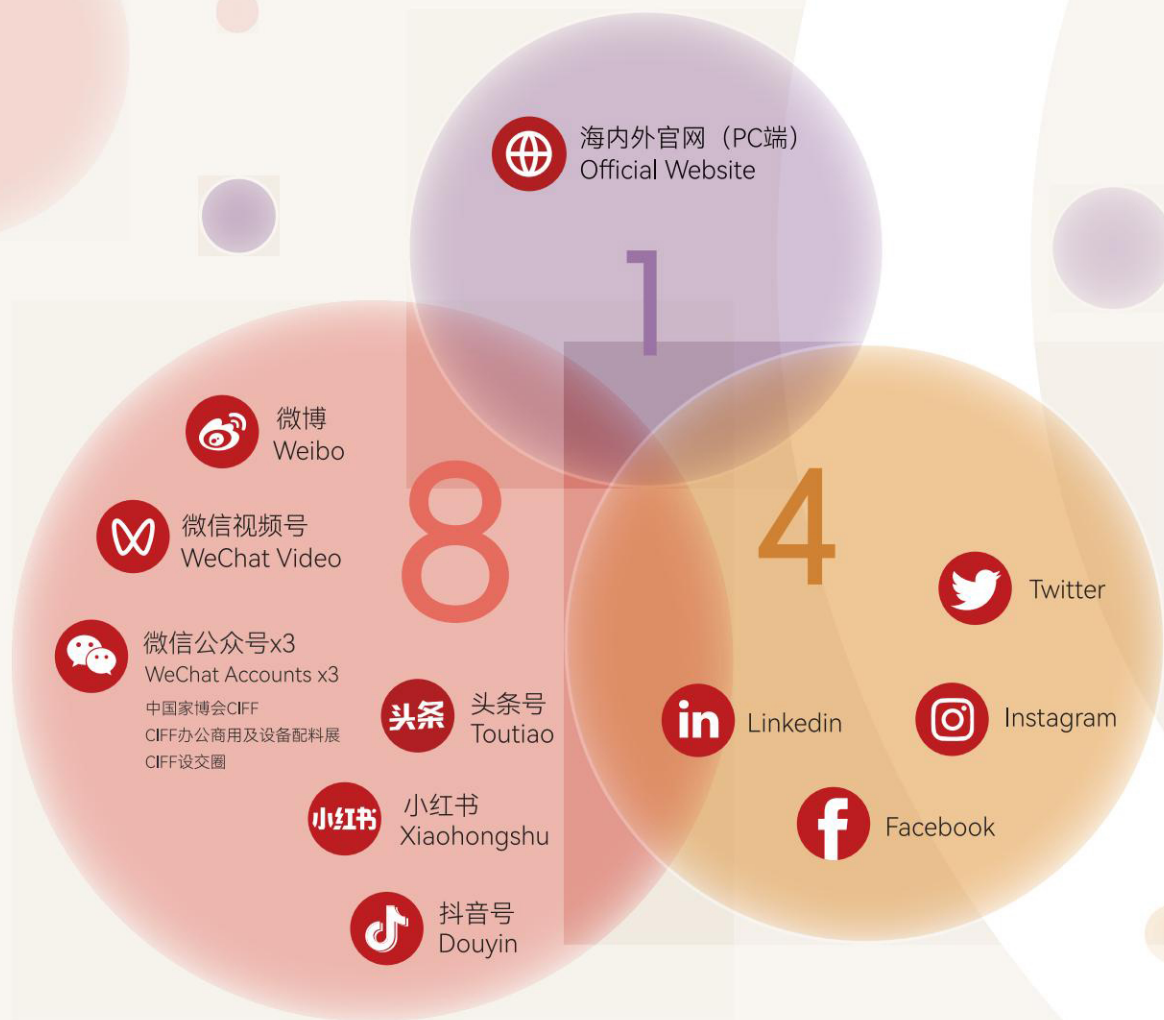 海内外官网（PC端）
Official Website
1
微博
Weibo
微信视频号
WeChat Video
8
微信公众号x3
WeChat Accounts x3
中国家博会CIFF
CIFF办公商用及设备配料展
CIFF设交圈
头条
头条号
Toutiao
小红书
小红书
Xiaohongshu
抖音号
Douyin
4
Twitter
in
Linkedin
Instagram
f
Facebook